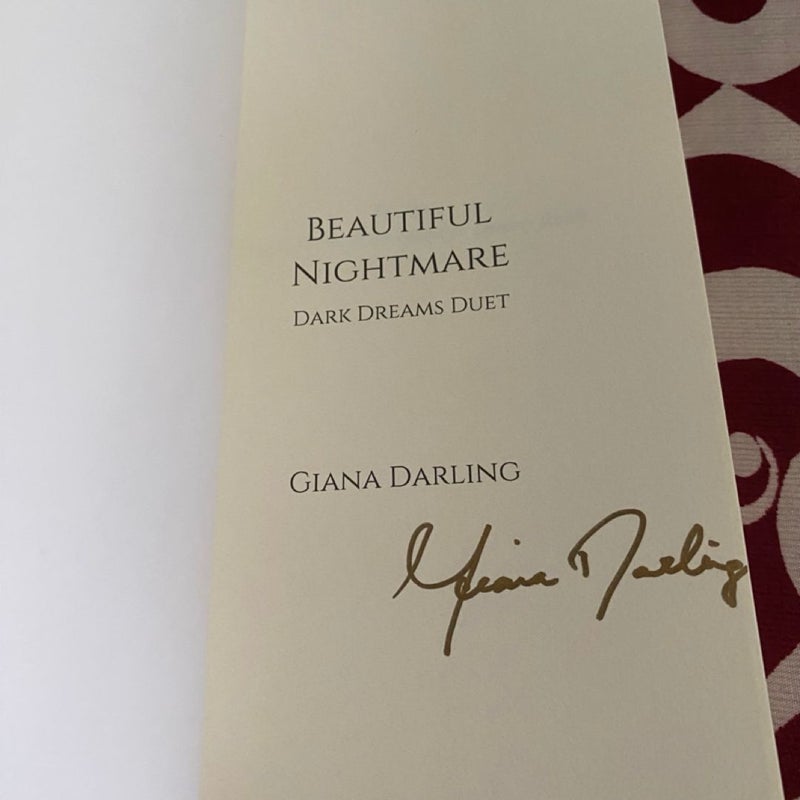 BEAUTIFUL
NIGHTMARE
DARK DREAMS DUET
GIANA DARLING
Giana Darling